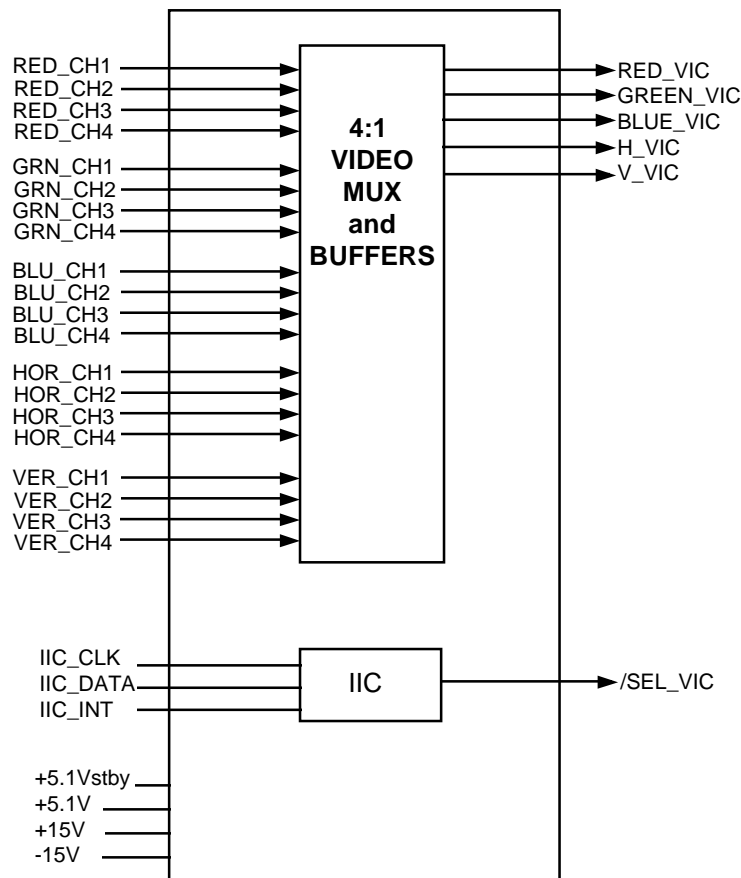 RED_CH1
RED_CH2
RED_CH3
RED_CH4
GRN_CH1
GRN_CH2
GRN_CH3
GRN_CH4
BLU_CH1
BLU_CH2
BLU_CH3
BLU_CH4
HOR_CH1
HOR_CH2
HOR_CH3
HOR_CH4
VER_CH1
VER_CH2
VER_CH3
VER_CH4
4:1
VIDEO
MUX
and
BUFFERS
RED_VIC
GREEN_VIC
BLUE_VIC
H_VIC
V_VIC
IIC_CLK
IIC_DATA
IIC_INT
IIC
/SEL_VIC
+5.1Vstby
+5.1V
+15V
-15V